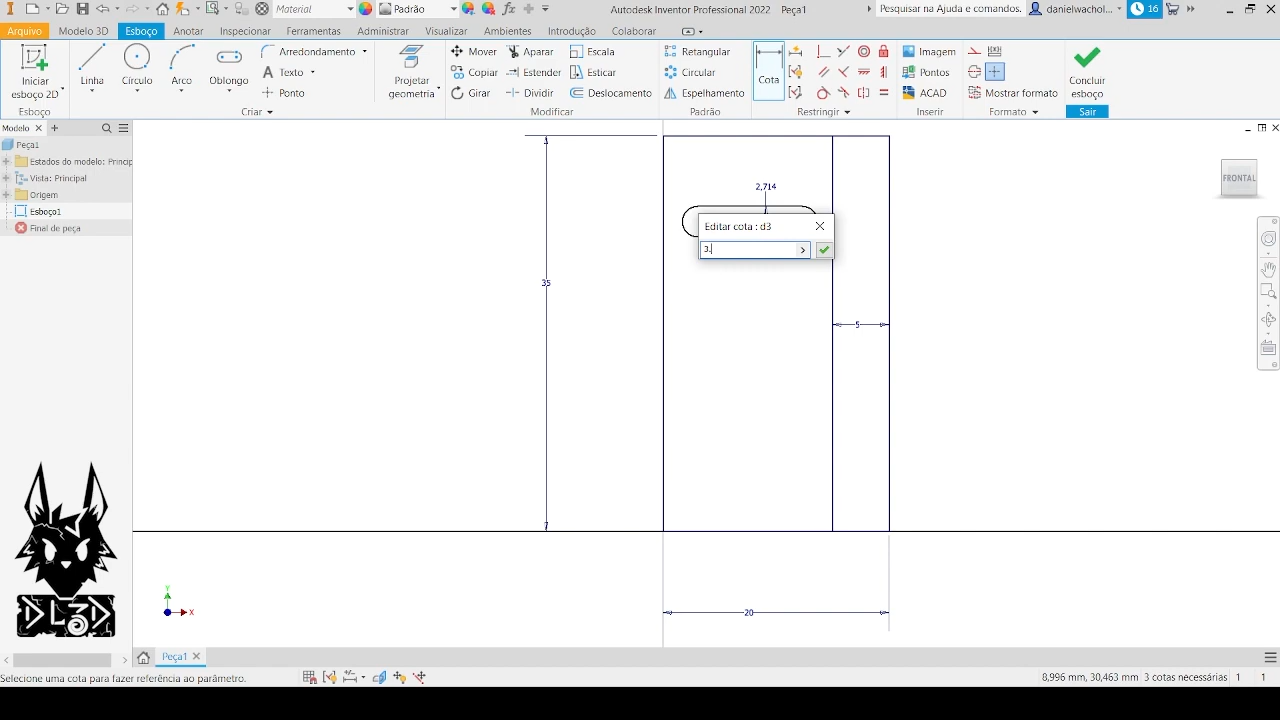 Padrão
Autodesk Inventor Professional 2022 Peça1
Pesquisar na Ajuda e comandos.
danielwachol...
16
Material
Arquivo
Modelo 3D
Esboço
Anotar
Inspecionar
Ferramentas
Administrar
Visualizar
Ambientes
Introdução
Colaborar
Iniciar
esboço 2D
Linha
Círculo
Arco
Oblongo
Arredondamento
Texto
Ponto
Projetar
geometria
Mover
Copiar
Girar
Aparar
Estender
Dividir
Escala
Esticar
Deslocamento
Retangular
Circular
Espelhamento
Cota
Imagem
Pontos
ACAD
Mostrar formato
Concluir
esboço
Esboço
Criar
Modificar
Padrão
Restringir
Inserir
Formato
Sair
Modelo
Peça1
Estados do modelo: Princip
Vista: Principal
Origem
Esboço1
Final de peça
FRONTAL
2,714
Editar cota : d3
3.
35
5
20
Y
X
DL3D
Peça1
Selecione uma cota para fazer referência ao parâmetro.
8,996 mm, 30,463 mm 3 cotas necessárias 1 1